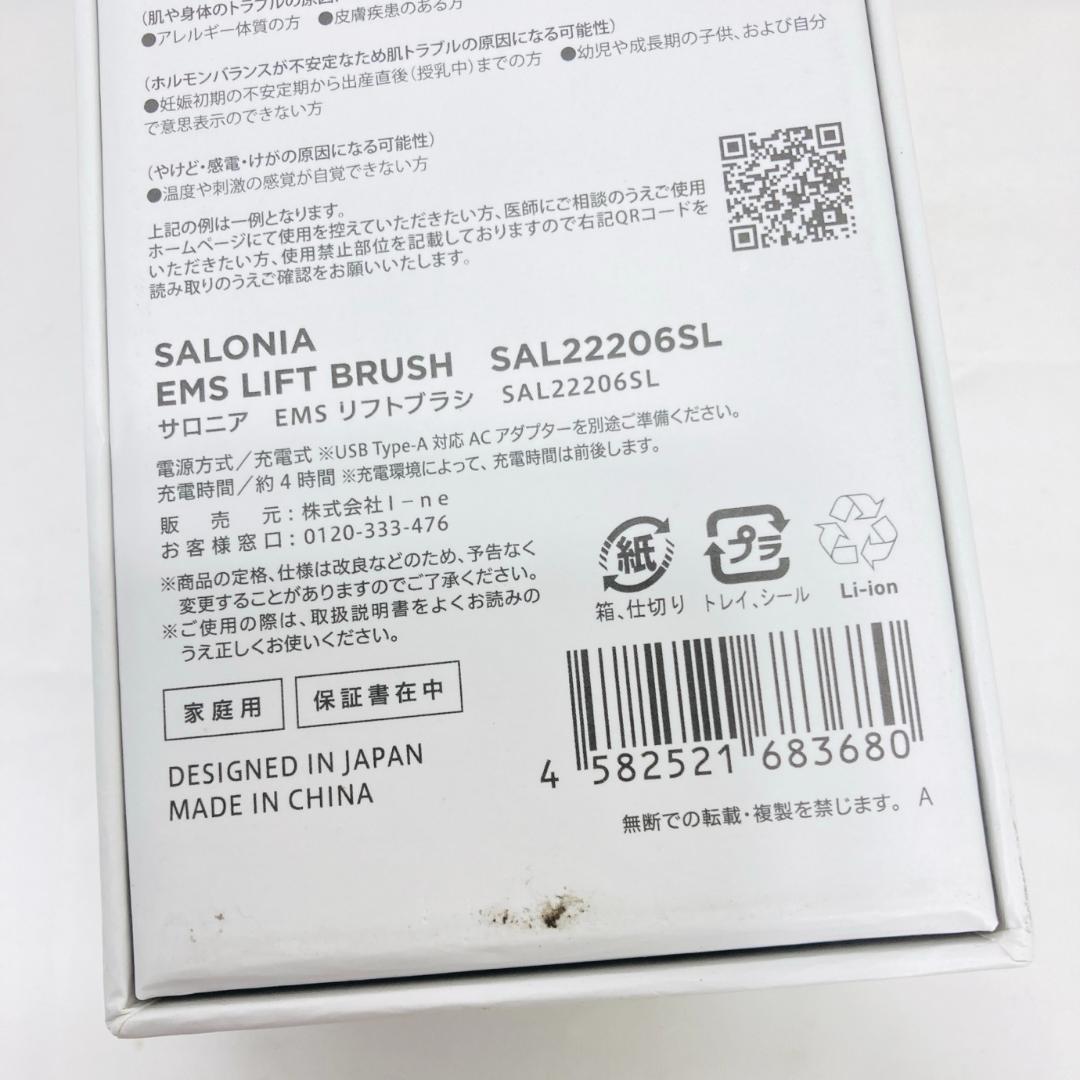 (肌や身体のトラブルの原因
●アレルギー体質の方　●皮膚疾患のある方
(ホルモンバランスが不安定なため肌トラブルの原因になる可能性)
●妊娠初期の不安定期から出産直後(授乳中)までの方　●幼児や成長期の子供、および自分
で意思表示のできない方
(やけど・感電・けがの原因になる可能性)
●温度や刺激の感覚が自覚できない方
上記の例は一例となります。
ホームページにて使用を控えていただきたい方、医師にご相談のうえご使用
いただきたい方、使用禁止部位を記載しておりますので右記QRコードを
読み取りのうえご確認をお願いいたします。
SALONIA
EMS LIFT BRUSH　SAL22206SL
サロニア　EMS リフトブラシ　SAL22206SL
電源方式／充電式 ※USB Type-A 対応 AC アダプターを別途ご準備ください。
充電時間／約4時間 ※充電環境によって、充電時間は前後します。
販　売　元：株式会社I－ne
お客様窓口：0120-333-476
※商品の定格、仕様は改良などのため、予告なく
変更することがありますのでご了承ください。
※ご使用の際は、取扱説明書をよくお読みの
うえ正しくお使いください。
紙
箱、仕切り
プラ
トレイ、シール
Li-ion
家庭用
保証書在中
DESIGNED IN JAPAN
MADE IN CHINA
4 582521 683680
無断での転載・複製を禁じます。 A